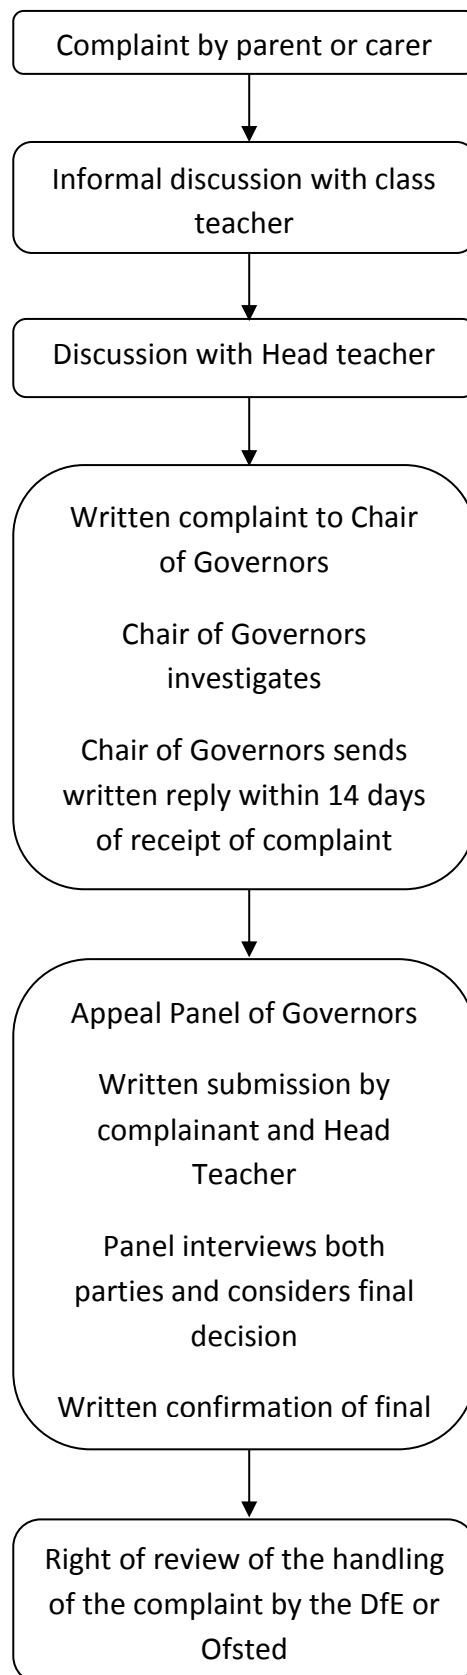 Complaint by parent or carer
Informal discussion with class
teacher
Discussion with Head teacher
Written complaint to Chair
of Governors
Chair of Governors
investigates
Chair of Governors sends
written reply within 14 days
of receipt of complaint
Appeal Panel of Governors
Written submission by
complainant and Head
Teacher
Panel interviews both
parties and considers final
decision
Written confirmation of final
Right of review of the handling
of the complaint by the DfE or
Ofsted